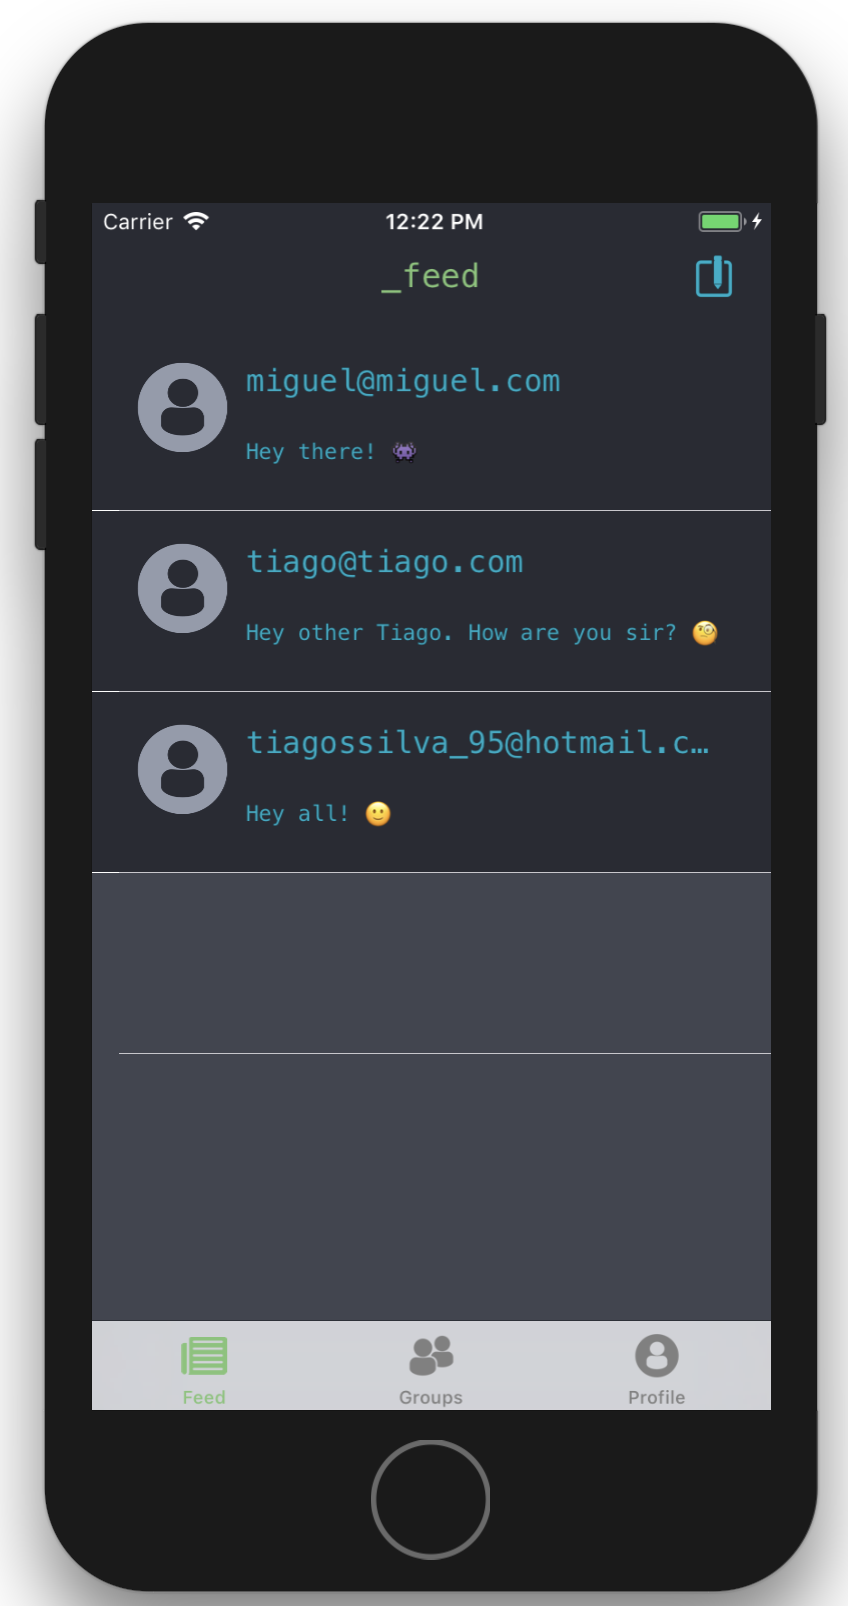 Carrier 12:22 PM
_feed
miguel@miguel.com
Hey there! 👾
tiago@tiago.com
Hey other Tiago. How are you sir? 🧐
tiagossilva_95@hotmail.c…
Hey all! 🙂
Feed Groups Profile